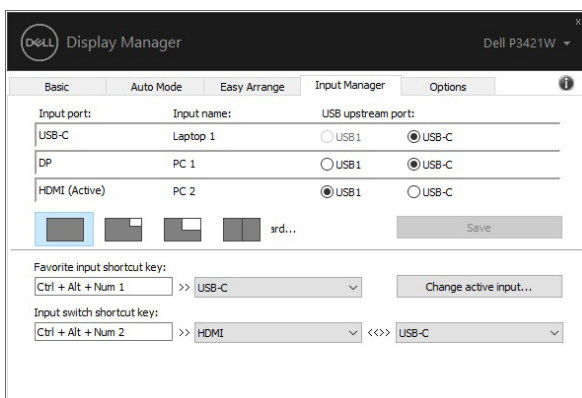 x
DELL Display Manager Dell P3421W
Basic Auto Mode Easy Arrange Input Manager Options i
Input port: Input name: USB upstream port:
USB-C Laptop 1 USB1 USB-C
DP PC 1 USB1 USB-C
HDMI (Active) PC 2 USB1 USB-C
ard... Save
Favorite input shortcut key:
Ctrl + Alt + Num 1 >> USB-C Change active input...
Input switch shortcut key:
Ctrl + Alt + Num 2 >> HDMI <<>> USB-C